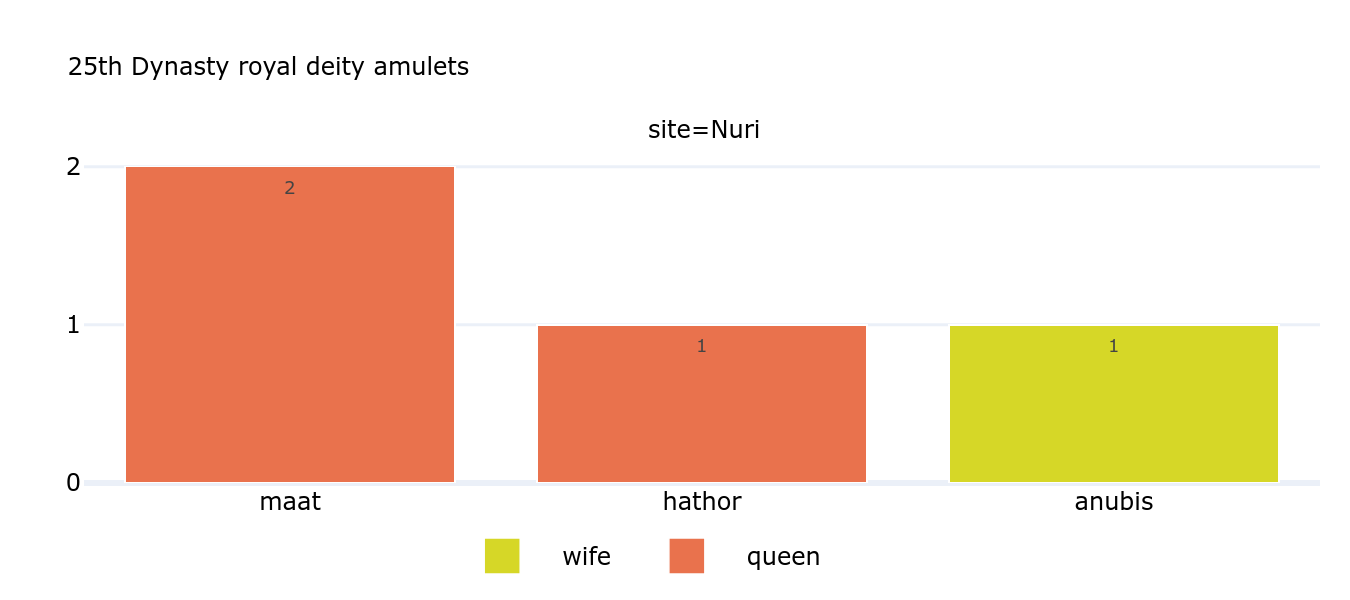 25th Dynasty royal deity amulets
site=Nuri
2
2
1
1
1
0
maat hathor anubis
wife queen